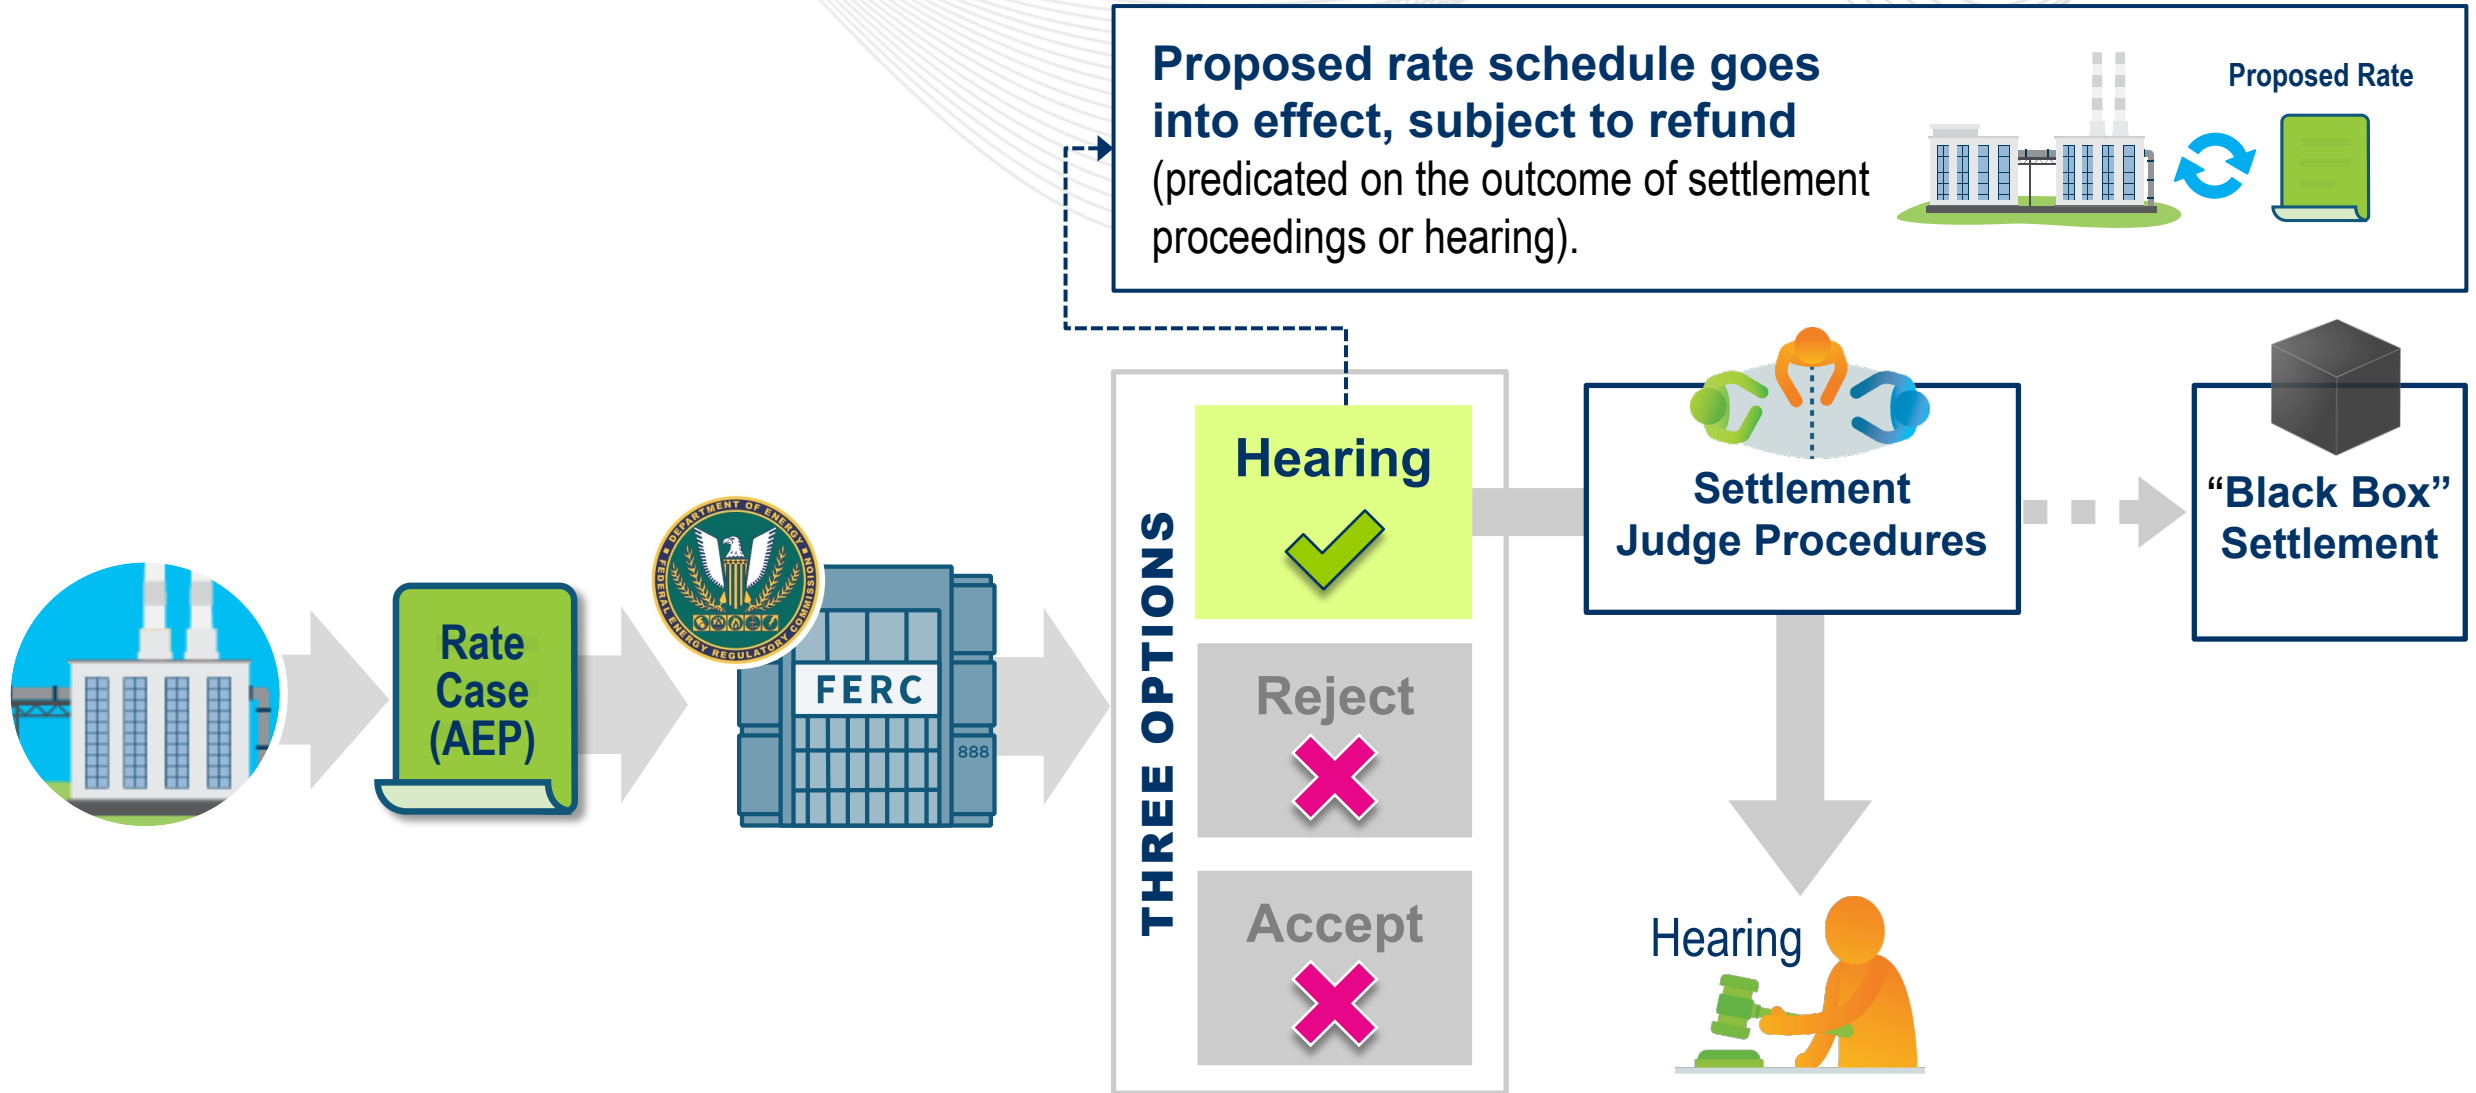 Proposed rate schedule goes
into effect, subject to refund
(predicated on the outcome of settlement
proceedings or hearing).
Proposed Rate
Rate
Case
(AEP)
DEPARTMENT OF ENERGY
FEDERAL ENERGY REGULATORY COMMISSION
FERC
888
THREE OPTIONS
Hearing
Reject
Accept
Settlement
Judge Procedures
“Black Box”
Settlement
Hearing